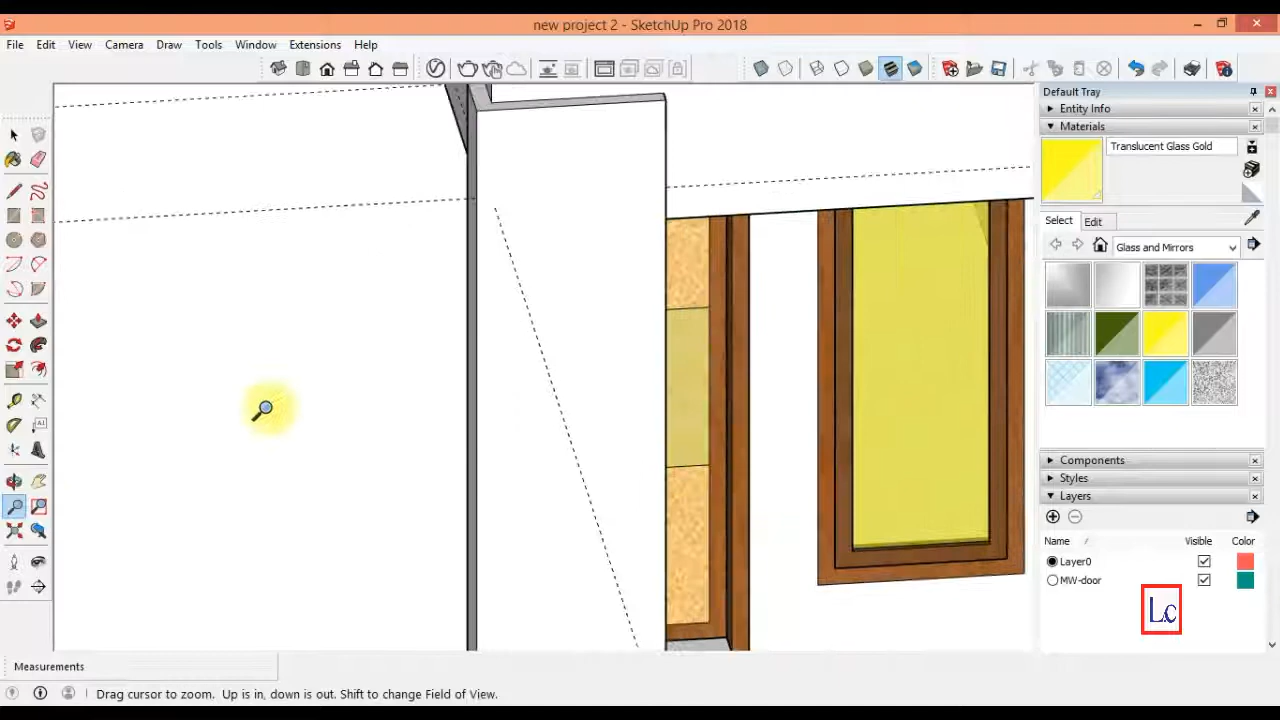 new project 2 - SketchUp Pro 2018
File Edit View Camera Draw Tools Window Extensions Help
Default Tray
Entity Info
Materials
Translucent Glass Gold
Select Edit
Glass and Mirrors
Components
Styles
Layers
Name Visible Color
Layer0
MW-door
Lc
Measurements
Drag cursor to zoom. Up is in, down is out. Shift to change Field of View.